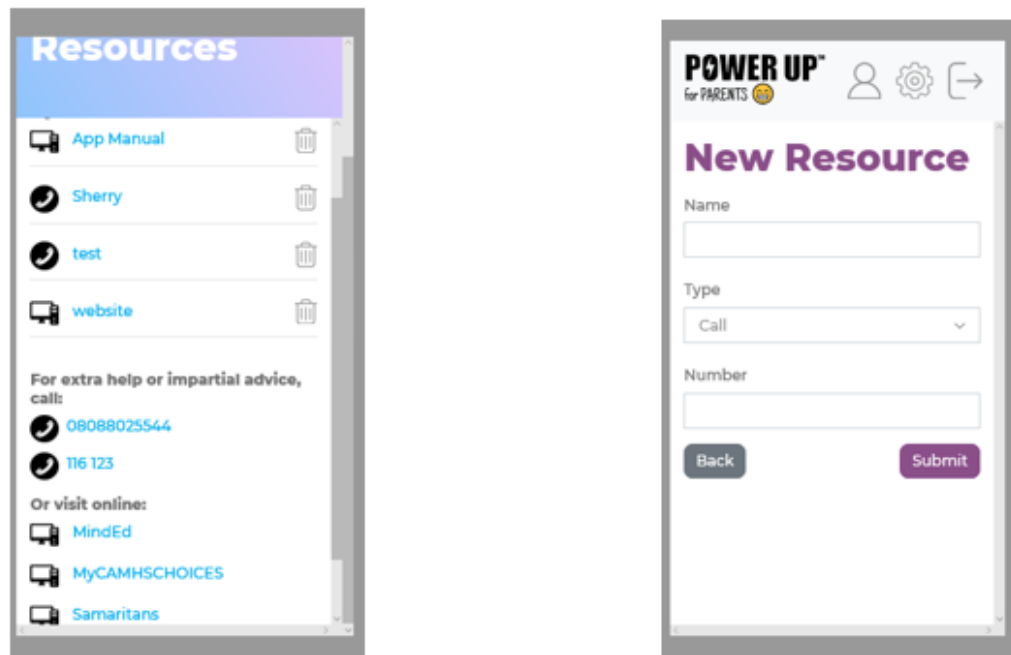 Resources
App Manual
Sherry
test
website
For extra help or impartial advice,
call:
08088025544
116 123
Or visit online:
MindEd
MyCAMHSCHOICES
Samaritans
POWER UP™
for PARENTS
New Resource
Name
Type
Call
Number
Back
Submit